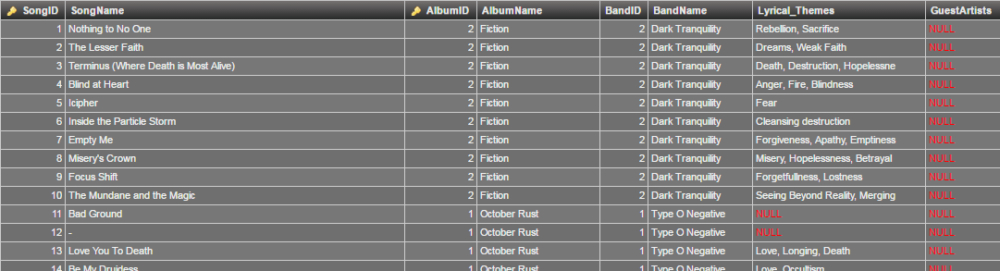 SongID SongName AlbumID AlbumName BandID BandName Lyrical_Themes GuestArtists
1 Nothing to No One 2 Fiction 2 Dark Tranquility Rebellion, Sacrifice NULL
2 The Lesser Faith 2 Fiction 2 Dark Tranquility Dreams, Weak Faith NULL
3 Terminus (Where Death is Most Alive) 2 Fiction 2 Dark Tranquility Death, Destruction, Hopelessne NULL
4 Blind at Heart 2 Fiction 2 Dark Tranquility Anger, Fire, Blindness NULL
5 Icipher 2 Fiction 2 Dark Tranquility Fear NULL
6 Inside the Particle Storm 2 Fiction 2 Dark Tranquility Cleansing destruction NULL
7 Empty Me 2 Fiction 2 Dark Tranquility Forgiveness, Apathy, Emptiness NULL
8 Misery's Crown 2 Fiction 2 Dark Tranquility Misery, Hopelessness, Betrayal NULL
9 Focus Shift 2 Fiction 2 Dark Tranquility Forgetfullness, Lostness NULL
10 The Mundane and the Magic 2 Fiction 2 Dark Tranquility Seeing Beyond Reality, Merging NULL
11 Bad Ground 1 October Rust 1 Type O Negative NULL NULL
12 - 1 October Rust 1 Type O Negative NULL NULL
13 Love You To Death 1 October Rust 1 Type O Negative Love, Longing, Death NULL
14 Be My Druidess 1 October Rust 1 Type O Negative Love, Occultism NULL